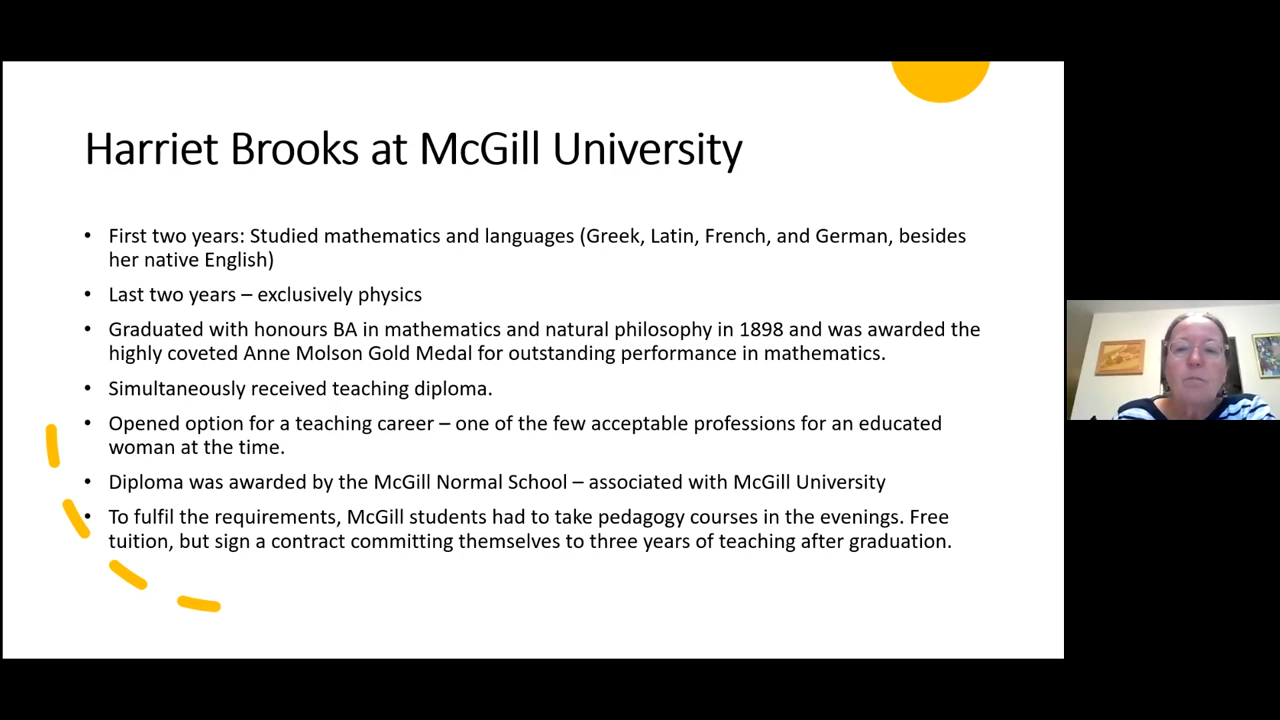 Harriet Brooks at McGill University
• First two years: Studied mathematics and languages (Greek, Latin, French, and German, besides
her native English)
• Last two years – exclusively physics
• Graduated with honours BA in mathematics and natural philosophy in 1898 and was awarded the
highly coveted Anne Molson Gold Medal for outstanding performance in mathematics.
• Simultaneously received teaching diploma.
• Opened option for a teaching career – one of the few acceptable professions for an educated
woman at the time.
• Diploma was awarded by the McGill Normal School – associated with McGill University
• To fulfil the requirements, McGill students had to take pedagogy courses in the evenings. Free
tuition, but sign a contract committing themselves to three years of teaching after graduation.